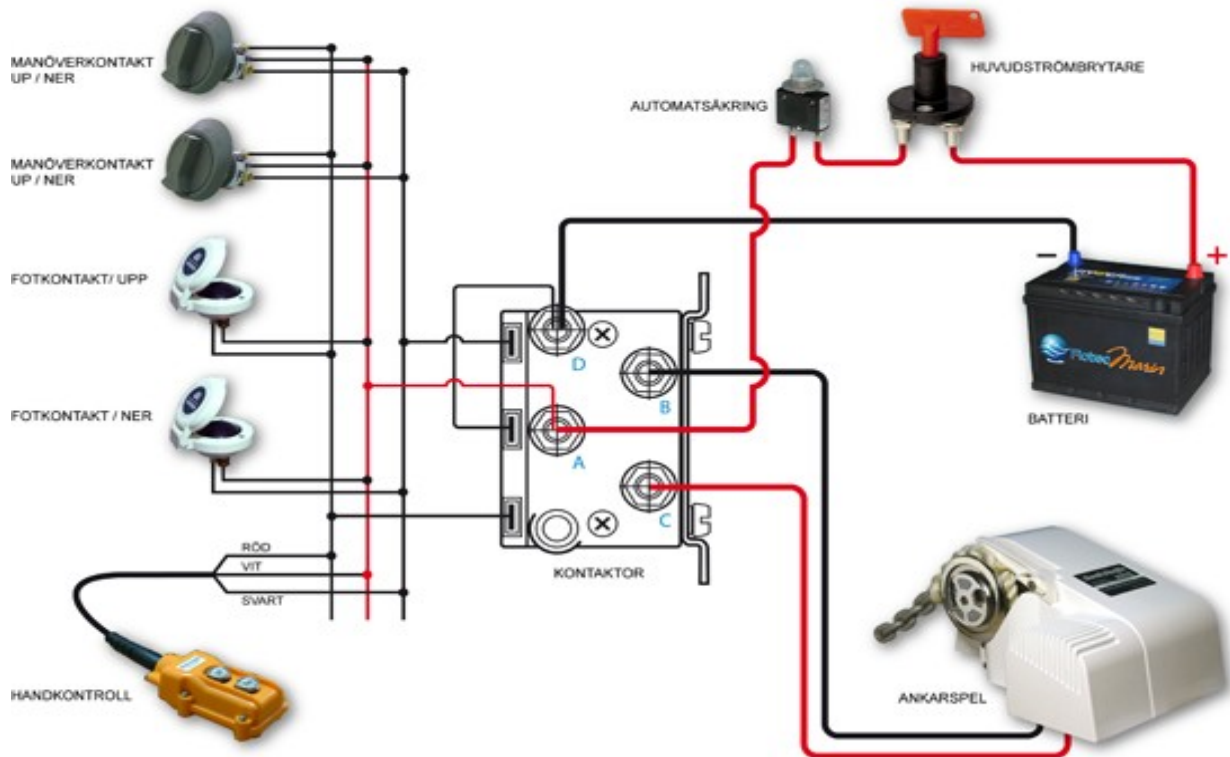 MANÖVERKONTAKT
UP / NER
MANÖVERKONTAKT
UP / NER
FOTKONTAKT/ UPP
FOTKONTAKT / NER
RÖD
VIT
SVART
HANDKONTROLL
AUTOMATSÄKRING
HUVUDSTRÖMBRYTARE
D
B
A
C
KONTAKTOR
− +
Marin
BATTERI
ANKARSPEL